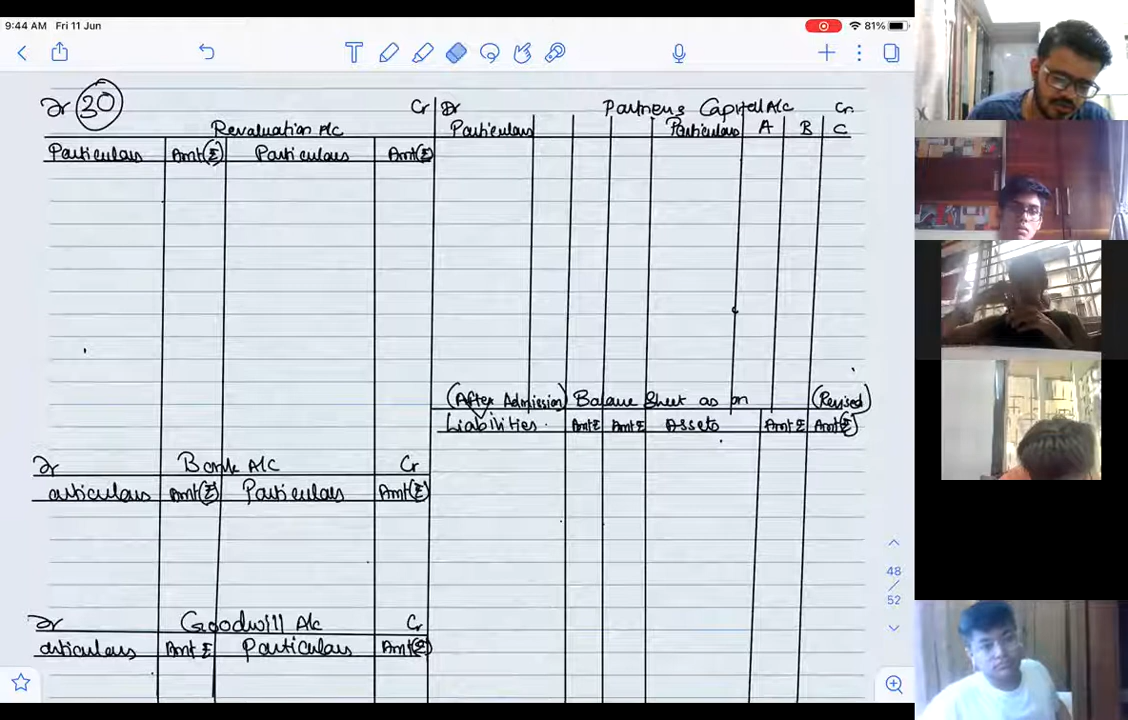 9:44 AM Fri 11 Jun
81%
Dr 30 Cr
Revaluation A/c
Particulars Amt(₹) Particulars Amt(₹)
Dr Partners Capital A/c Cr
Particulars Particulars A B C
(After Admission) Balance Sheet as on (Revised)
Liabilities Amt ₹ Amt ₹ Assets Amt ₹ Amt(₹)
Dr Bank A/c Cr
articulars Amt(₹) Particulars Amt(₹)
Dr Goodwill A/c Cr
articulars Amt ₹ Particulars Amt(₹)
48
/
52